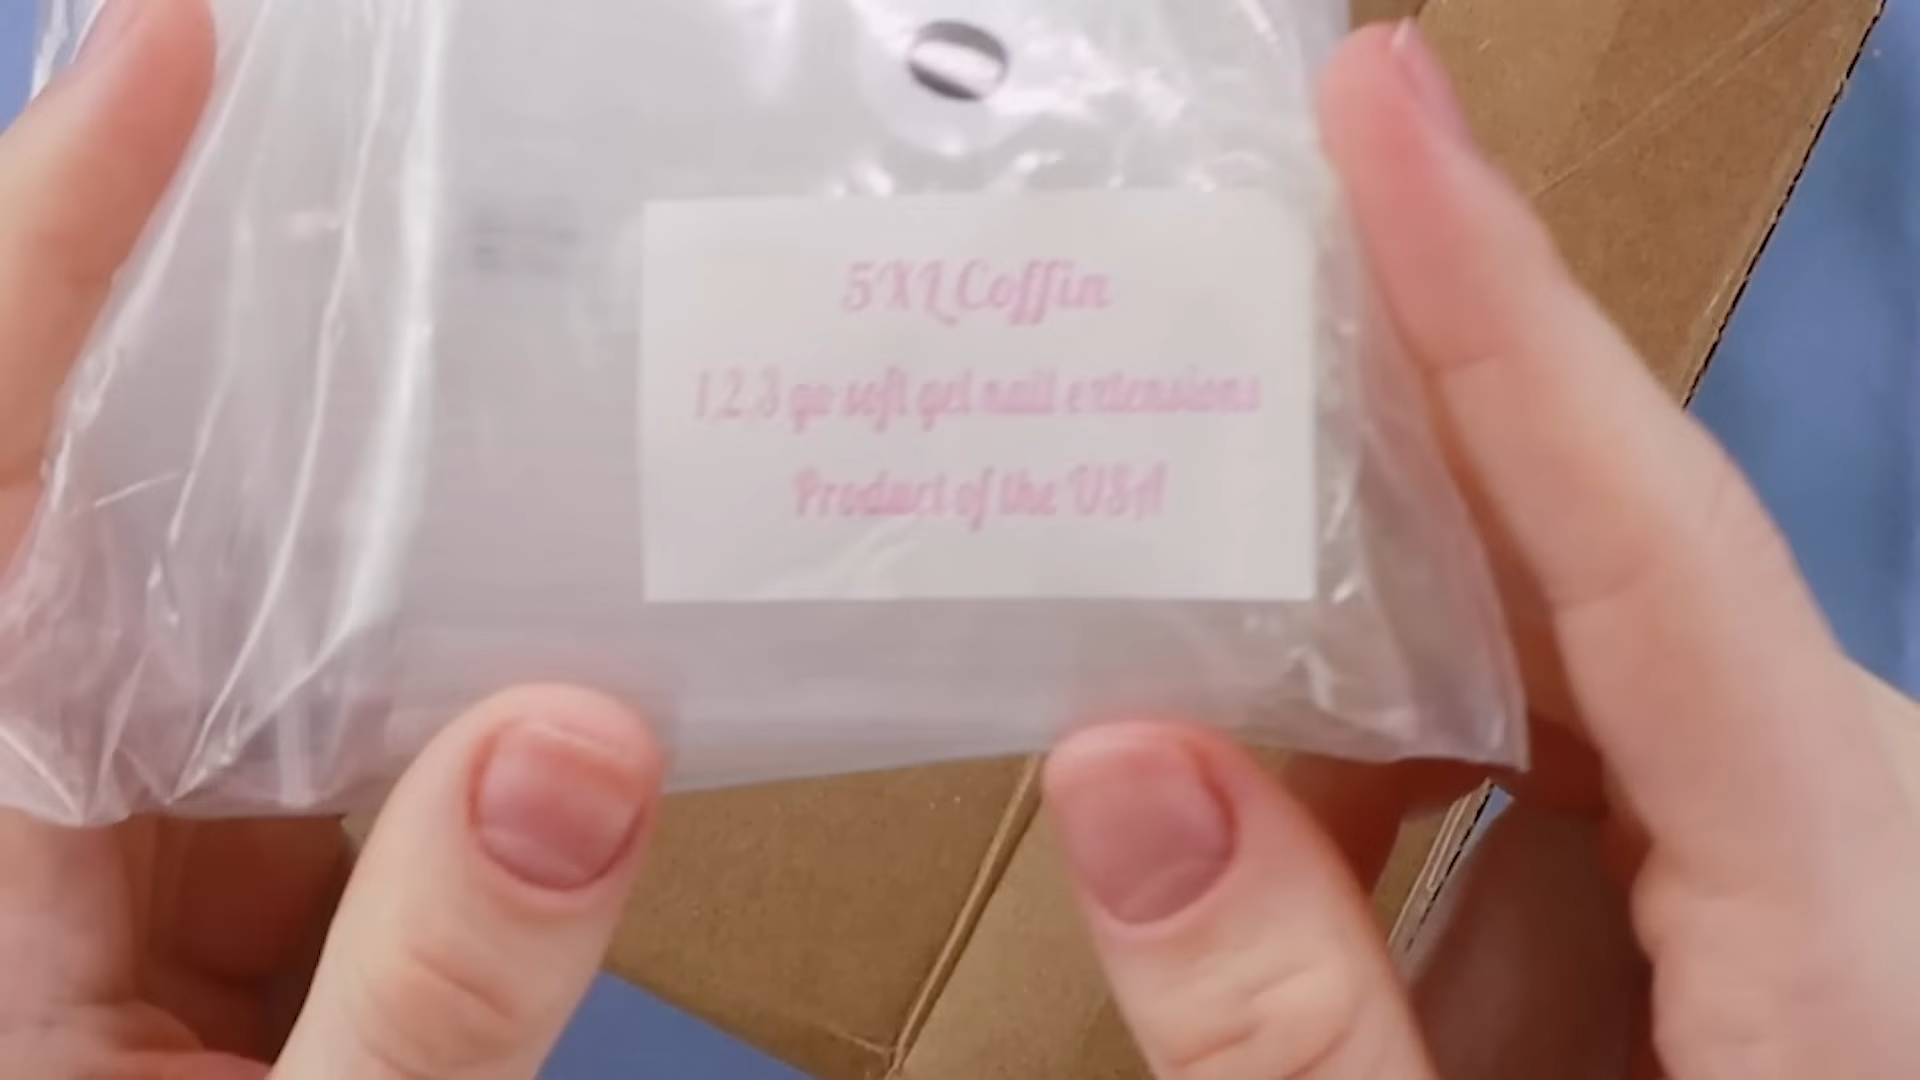 5XL Coffin
1,2,3 go soft gel nail extensions
Product of the USA